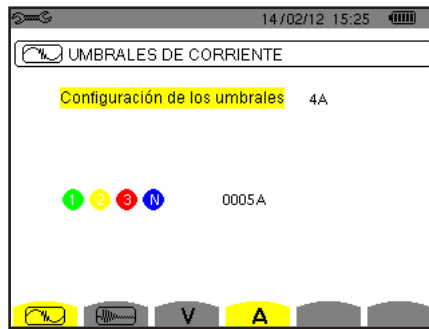 14/02/12 15:25
UMBRALES DE CORRIENTE
Configuración de los umbrales 4A
1 2 3 N 0005A
V A